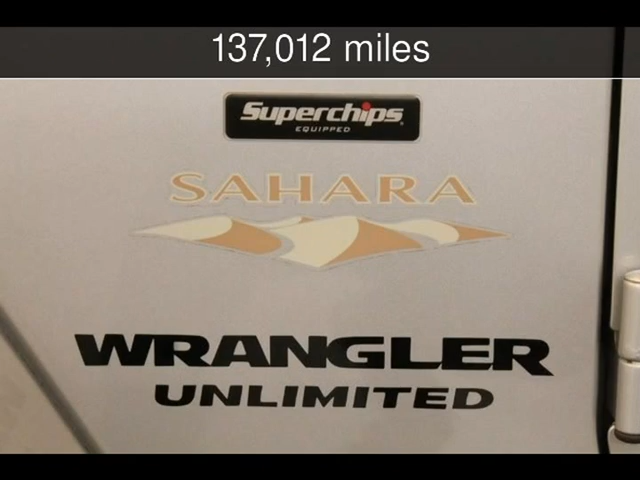 137,012 miles
Superchips
EQUIPPED
SAHARA
WRANGLER
UNLIMITED